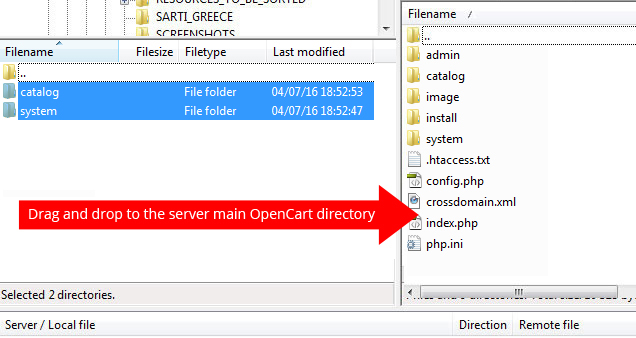 RESOURCES_TO_BE_SORTED
SARTI_GREECE
SCREENSHOTS
Filename Filesize Filetype Last modified
..
catalog File folder 04/07/16 18:52:53
system File folder 04/07/16 18:52:47
Selected 2 directories.
Filename /
..
admin
catalog
image
install
system
.htaccess.txt
config.php
crossdomain.xml
index.php
php.ini
Drag and drop to the server main OpenCart directory
Server / Local file Direction Remote file